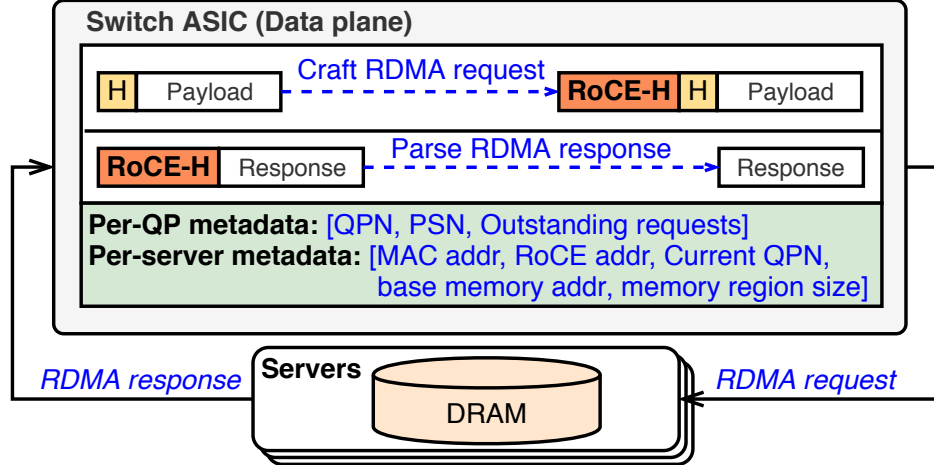 Switch ASIC (Data plane)
H Payload Craft RDMA request RoCE-H H Payload
RoCE-H Response Parse RDMA response Response
Per-QP metadata: [QPN, PSN, Outstanding requests]
Per-server metadata: [MAC addr, RoCE addr, Current QPN,
base memory addr, memory region size]
RDMA response Servers RDMA request
DRAM